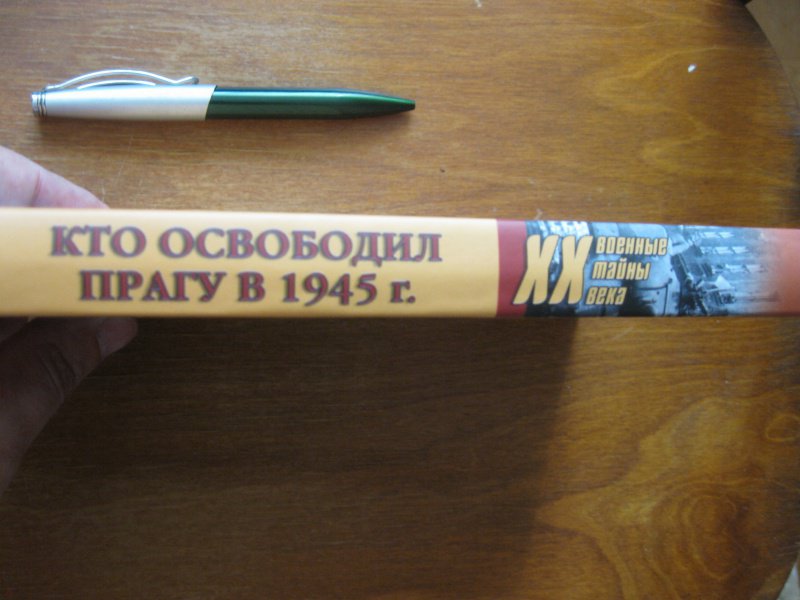 КТО ОСВОБОДИЛ
ПРАГУ В 1945 г.
XX
военные
тайны
века